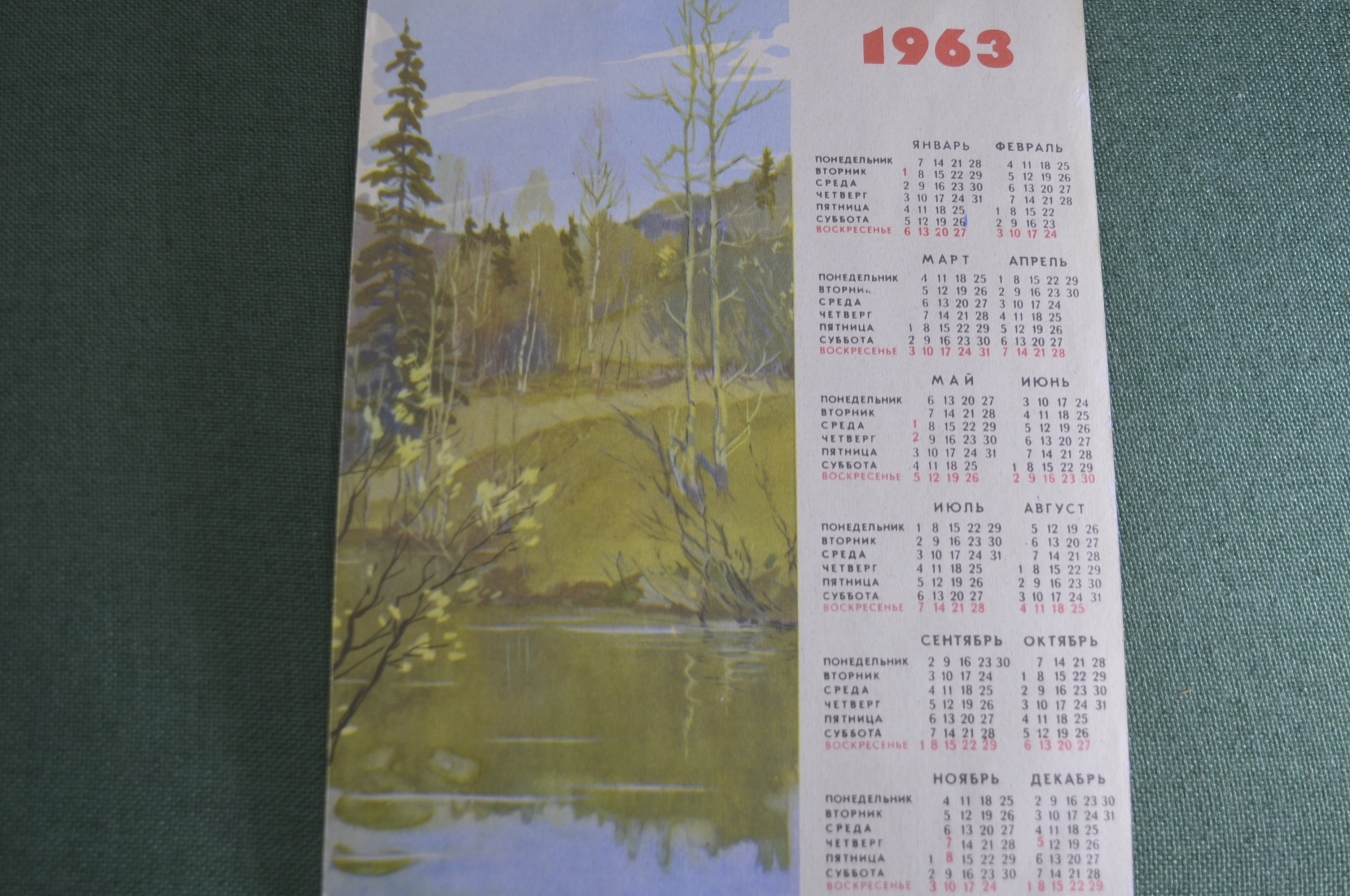 1963
ЯНВАРЬ ФЕВРАЛЬ
ПОНЕДЕЛЬНИК 7 14 21 28 4 11 18 25
ВТОРНИК 1 8 15 22 29 5 12 19 26
СРЕДА 2 9 16 23 30 6 13 20 27
ЧЕТВЕРГ 3 10 17 24 31 7 14 21 28
ПЯТНИЦА 4 11 18 25 1 8 15 22
СУББОТА 5 12 19 26 2 9 16 23
ВОСКРЕСЕНЬЕ 6 13 20 27 3 10 17 24
МАРТ АПРЕЛЬ
ПОНЕДЕЛЬНИК 4 11 18 25 1 8 15 22 29
ВТОРНИК 5 12 19 26 2 9 16 23 30
СРЕДА 6 13 20 27 3 10 17 24
ЧЕТВЕРГ 7 14 21 28 4 11 18 25
ПЯТНИЦА 1 8 15 22 29 5 12 19 26
СУББОТА 2 9 16 23 30 6 13 20 27
ВОСКРЕСЕНЬЕ 3 10 17 24 31 7 14 21 28
МАЙ ИЮНЬ
ПОНЕДЕЛЬНИК 6 13 20 27 3 10 17 24
ВТОРНИК 7 14 21 28 4 11 18 25
СРЕДА 1 8 15 22 29 5 12 19 26
ЧЕТВЕРГ 2 9 16 23 30 6 13 20 27
ПЯТНИЦА 3 10 17 24 31 7 14 21 28
СУББОТА 4 11 18 25 1 8 15 22 29
ВОСКРЕСЕНЬЕ 5 12 19 26 2 9 16 23 30
ИЮЛЬ АВГУСТ
ПОНЕДЕЛЬНИК 1 8 15 22 29 5 12 19 26
ВТОРНИК 2 9 16 23 30 6 13 20 27
СРЕДА 3 10 17 24 31 7 14 21 28
ЧЕТВЕРГ 4 11 18 25 1 8 15 22 29
ПЯТНИЦА 5 12 19 26 2 9 16 23 30
СУББОТА 6 13 20 27 3 10 17 24 31
ВОСКРЕСЕНЬЕ 7 14 21 28 4 11 18 25
СЕНТЯБРЬ ОКТЯБРЬ
ПОНЕДЕЛЬНИК 2 9 16 23 30 7 14 21 28
ВТОРНИК 3 10 17 24 1 8 15 22 29
СРЕДА 4 11 18 25 2 9 16 23 30
ЧЕТВЕРГ 5 12 19 26 3 10 17 24 31
ПЯТНИЦА 6 13 20 27 4 11 18 25
СУББОТА 7 14 21 28 5 12 19 26
ВОСКРЕСЕНЬЕ 1 8 15 22 29 6 13 20 27
НОЯБРЬ ДЕКАБРЬ
ПОНЕДЕЛЬНИК 4 11 18 25 2 9 16 23 30
ВТОРНИК 5 12 19 26 3 10 17 24 31
СРЕДА 6 13 20 27 4 11 18 25
ЧЕТВЕРГ 7 14 21 28 5 12 19 26
ПЯТНИЦА 1 8 15 22 29 6 13 20 27
СУББОТА 2 9 16 23 30 7 14 21 28
ВОСКРЕСЕНЬЕ 3 10 17 24 1 8 15 22 29